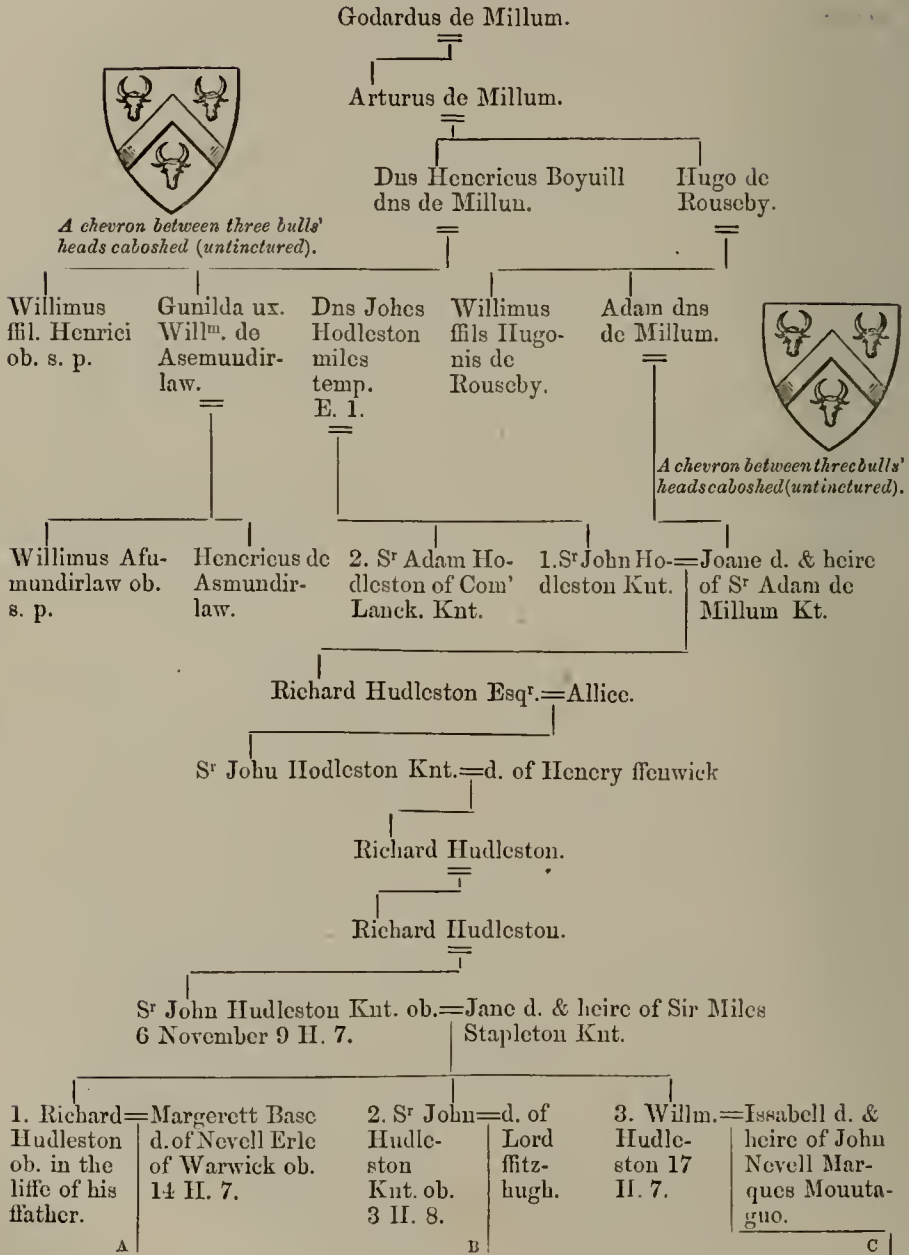 Godardus de Millum.
=
Arturus de Millum.
=
Dns Henericus Boyuill
dns de Millun.
=
Hugo de
Rouseby.
=
A chevron between three bulls'
heads caboshed (untinctured).
Willimus
ffil. Henrici
ob. s. p.
Gunilda ux.
Willm. de
Asemundir-
law.
=
Dns Johes
Hodleston
miles
temp.
E. 1.
=
Willimus
ffils Hugo-
nis de
Rouseby.
Adam dns
de Millum.
=
A chevron between three bulls'
heads caboshed (untinctured).
Willimus Asu-
mundirlaw ob.
s. p.
Henericus de
Asmundir-
law.
2. Sr Adam Ho-
dleston of Com'
Lanck. Knt.
1. Sr John Ho-=Joane d. & heire
dleston Knt. of Sr Adam de
Millum Kt.
Richard Hudleston Esqr.=Allice.
Sr John Hodleston Knt.=d. of Henery ffenwick
Richard Hudleston.
=
Richard Hudleston.
=
Sr John Hudleston Knt. ob.=Jane d. & heire of Sir Miles
6 November 9 H. 7. Stapleton Knt.
1. Richard=Margerett Base
Hudleston d. of Nevell Erle
ob. in the of Warwick ob.
liffe of his 14 H. 7.
ffather.
A
2. Sr John=d. of
Hudle- Lord
ston ffitz-
Knt. ob. hugh.
3 H. 8.
B
3. Willm.=Issabell d. &
Hudle- heire of John
ston 17 Nevell Mar-
H. 7. ques Mounta-
guo.
C